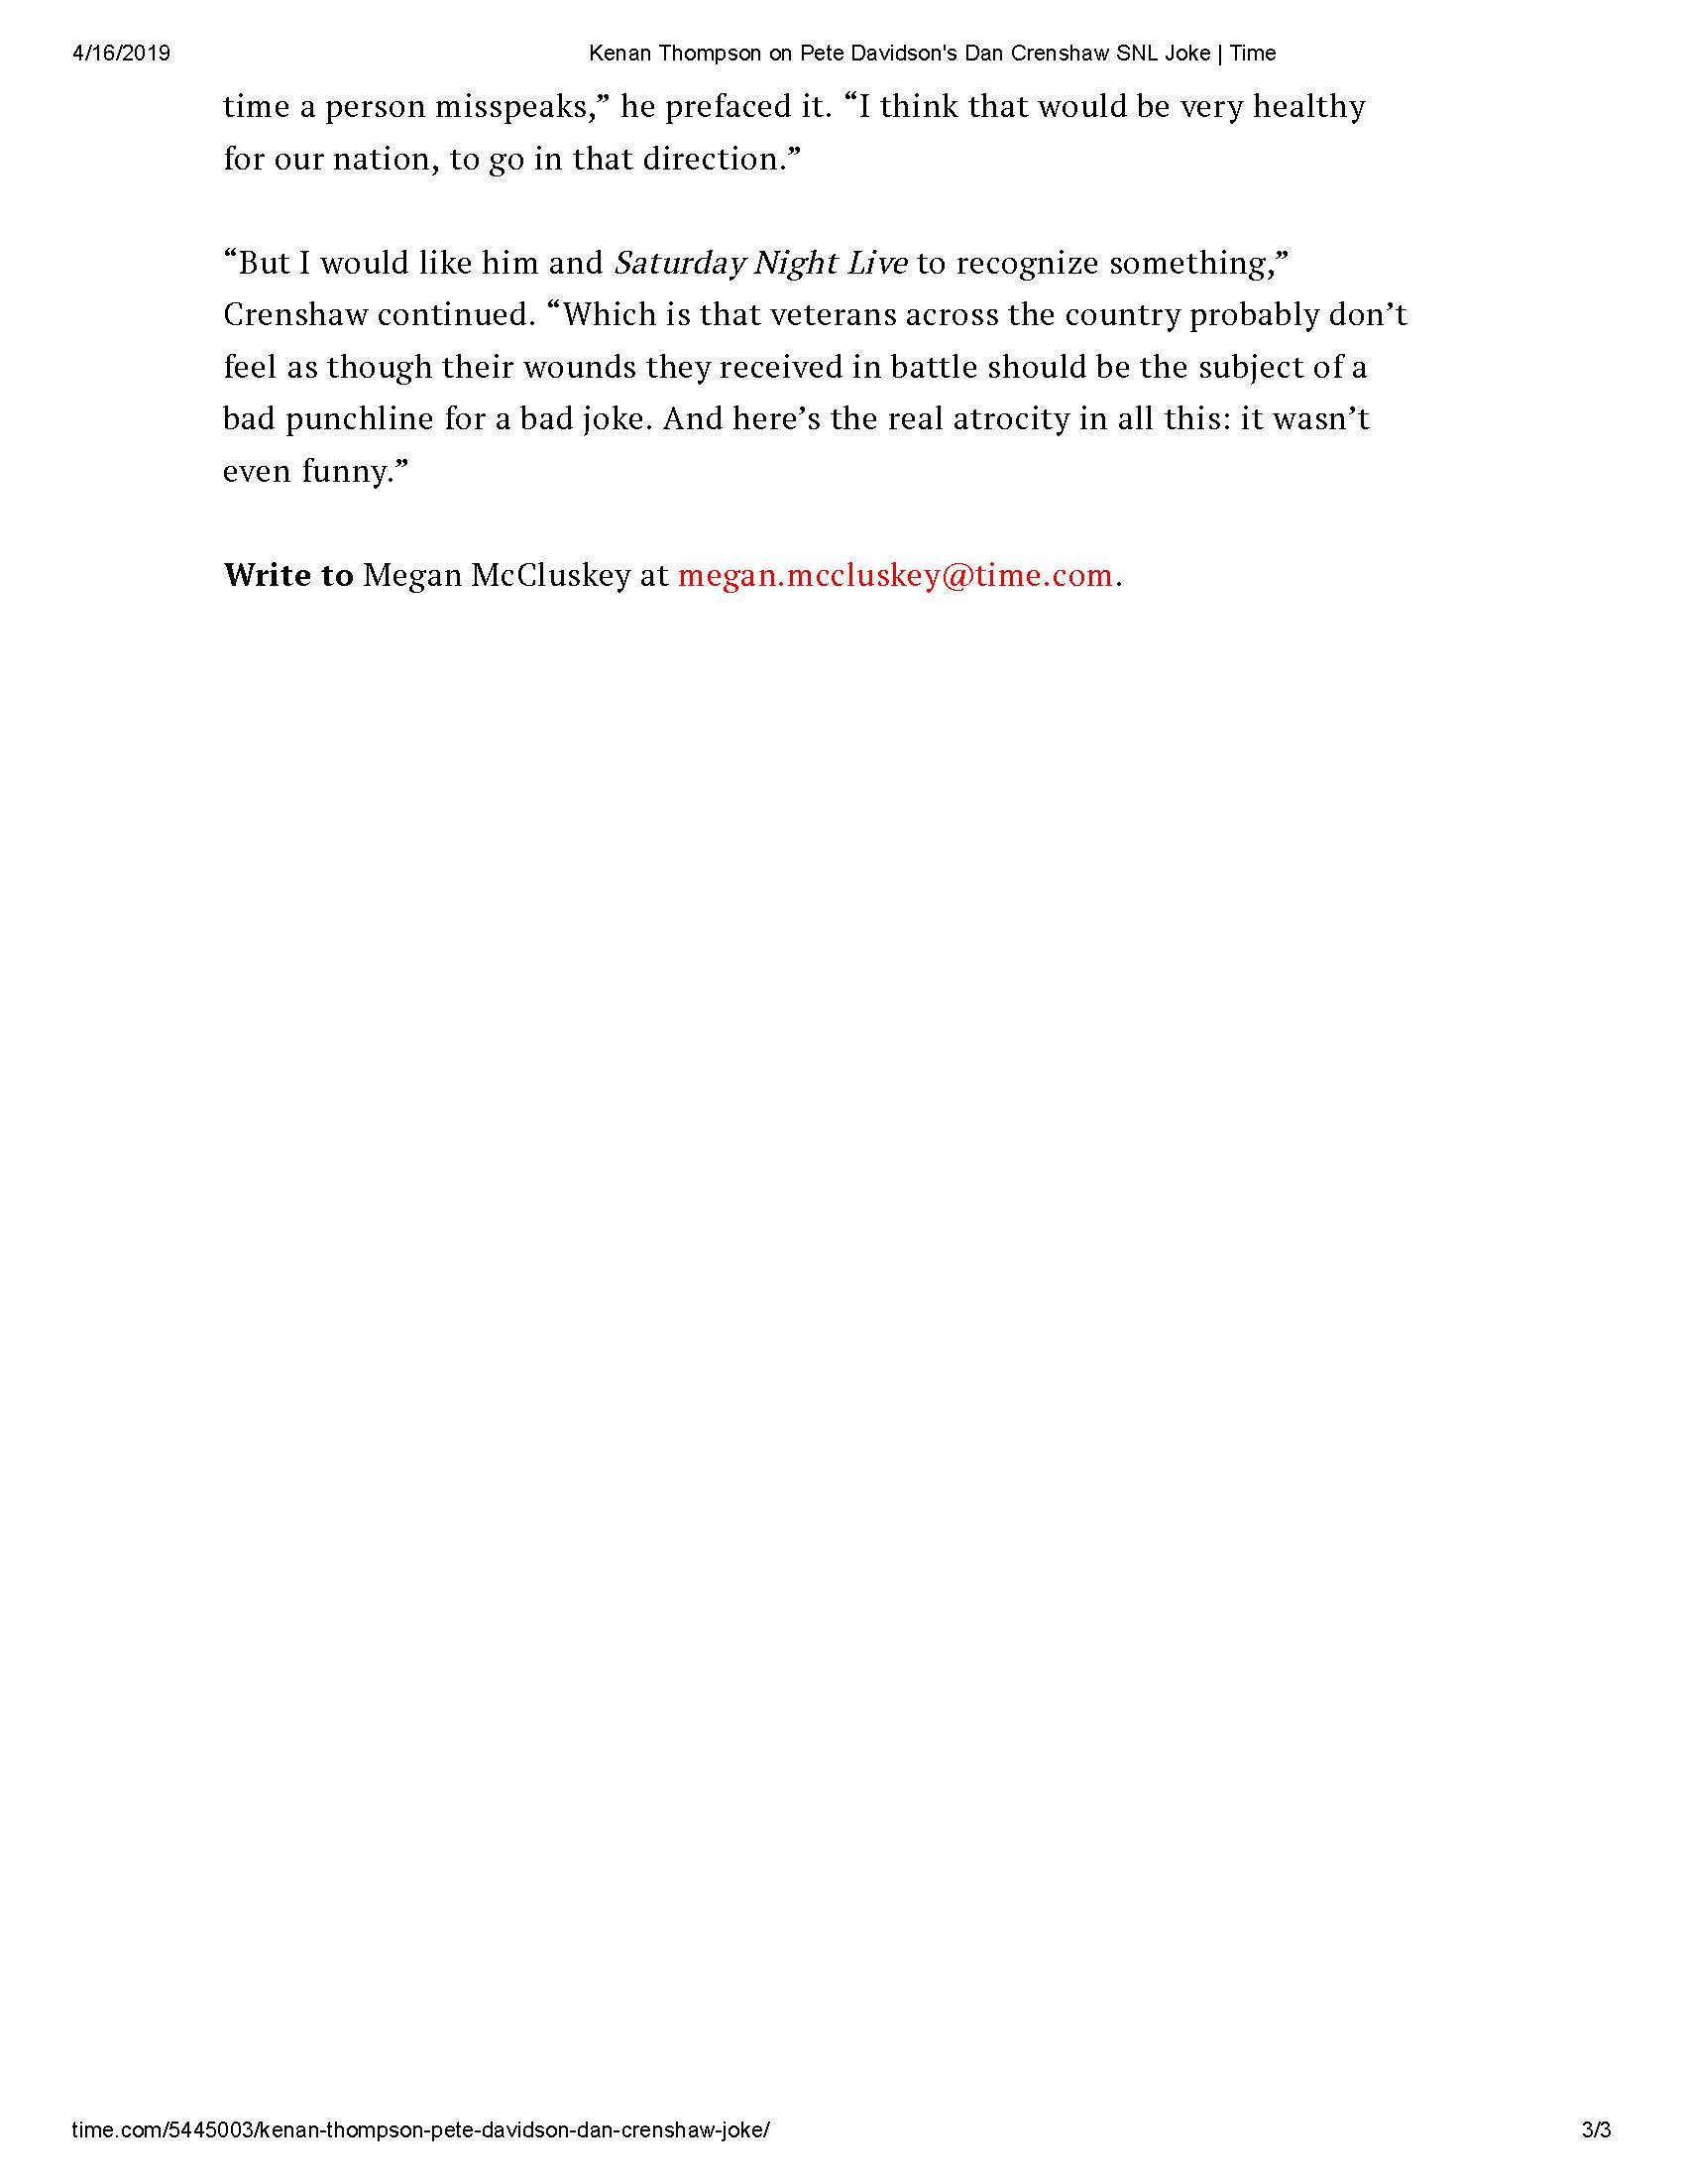 4/16/2019 Kenan Thompson on Pete Davidson's Dan Crenshaw SNL Joke | Time
time a person misspeaks,” he prefaced it. “I think that would be very healthy
for our nation, to go in that direction.”
“But I would like him and Saturday Night Live to recognize something,”
Crenshaw continued. “Which is that veterans across the country probably don’t
feel as though their wounds they received in battle should be the subject of a
bad punchline for a bad joke. And here’s the real atrocity in all this: it wasn’t
even funny.”
Write to Megan McCluskey at megan.mccluskey@time.com.
time.com/5445003/kenan-thompson-pete-davidson-dan-crenshaw-joke/ 3/3